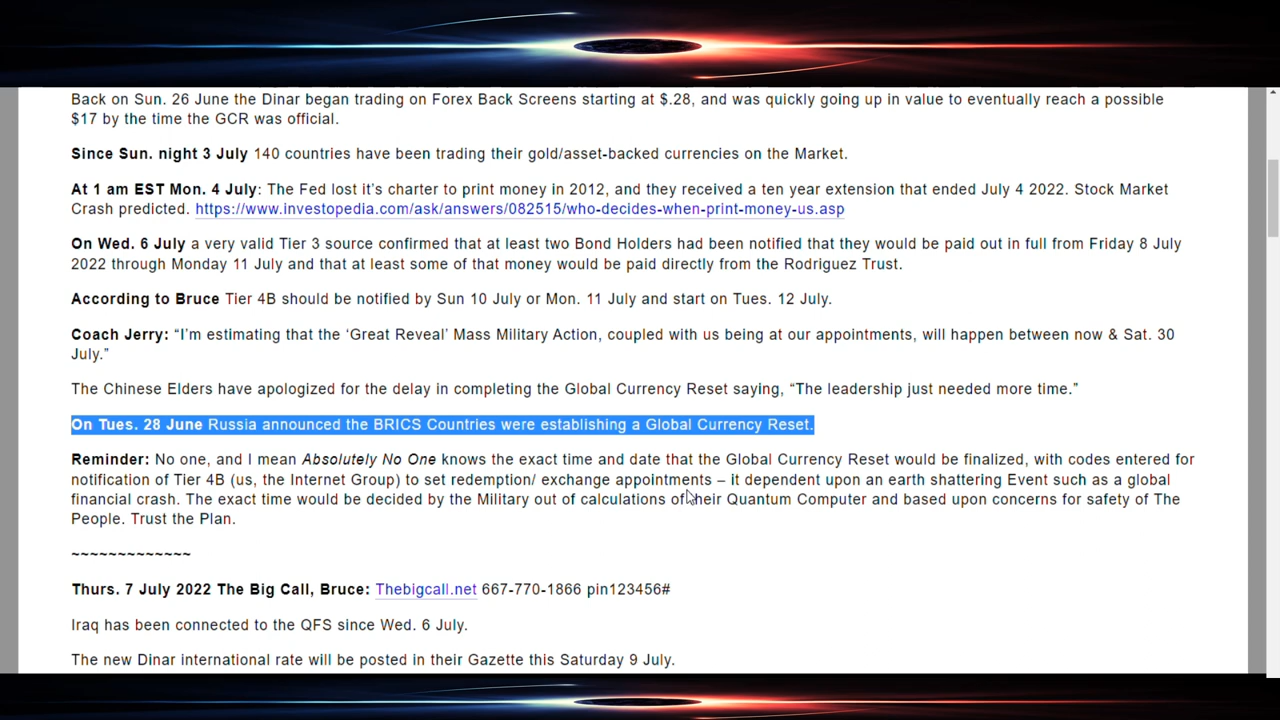 Back on Sun. 26 June the Dinar began trading on Forex Back Screens starting at $.28, and was quickly going up in value to eventually reach a possible
$17 by the time the GCR was official.
Since Sun. night 3 July 140 countries have been trading their gold/asset-backed currencies on the Market.
At 1 am EST Mon. 4 July: The Fed lost it's charter to print money in 2012, and they received a ten year extension that ended July 4 2022. Stock Market
Crash predicted. https://www.investopedia.com/ask/answers/082515/who-decides-when-print-money-us.asp
On Wed. 6 July a very valid Tier 3 source confirmed that at least two Bond Holders had been notified that they would be paid out in full from Friday 8 July
2022 through Monday 11 July and that at least some of that money would be paid directly from the Rodriguez Trust.
According to Bruce Tier 4B should be notified by Sun 10 July or Mon. 11 July and start on Tues. 12 July.
Coach Jerry: “I’m estimating that the ‘Great Reveal’ Mass Military Action, coupled with us being at our appointments, will happen between now & Sat. 30
July.”
The Chinese Elders have apologized for the delay in completing the Global Currency Reset saying, “The leadership just needed more time.”
On Tues. 28 June Russia announced the BRICS Countries were establishing a Global Currency Reset.
Reminder: No one, and I mean Absolutely No One knows the exact time and date that the Global Currency Reset would be finalized, with codes entered for
notification of Tier 4B (us, the Internet Group) to set redemption/ exchange appointments – it dependent upon an earth shattering Event such as a global
financial crash. The exact time would be decided by the Military out of calculations of their Quantum Computer and based upon concerns for safety of The
People. Trust the Plan.
~~~~~~~~~~~~~
Thurs. 7 July 2022 The Big Call, Bruce: Thebigcall.net 667-770-1866 pin123456#
Iraq has been connected to the QFS since Wed. 6 July.
The new Dinar international rate will be posted in their Gazette this Saturday 9 July.